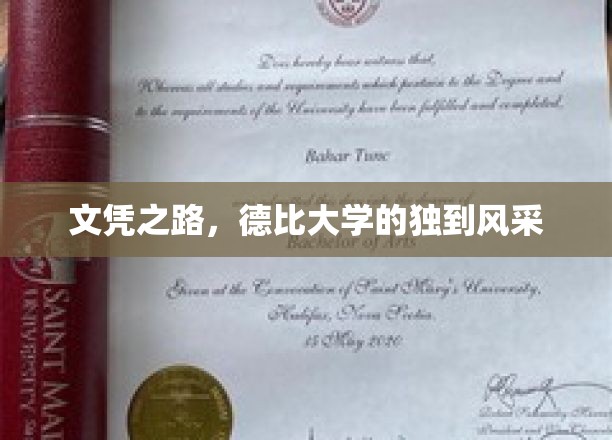 Does hereby bear witness that,
Whereas all studies and requirements which pertain to the Degree and
to the requirements of the University have been fulfilled and completed,
Bahar Tunc
文凭之路，德比大学的独到风采
Bachelor of Arts
Given at the Convocation of Saint Mary's University,
Halifax, Nova Scotia.
15 May 2020
SAINT MA
UNIVERSITY